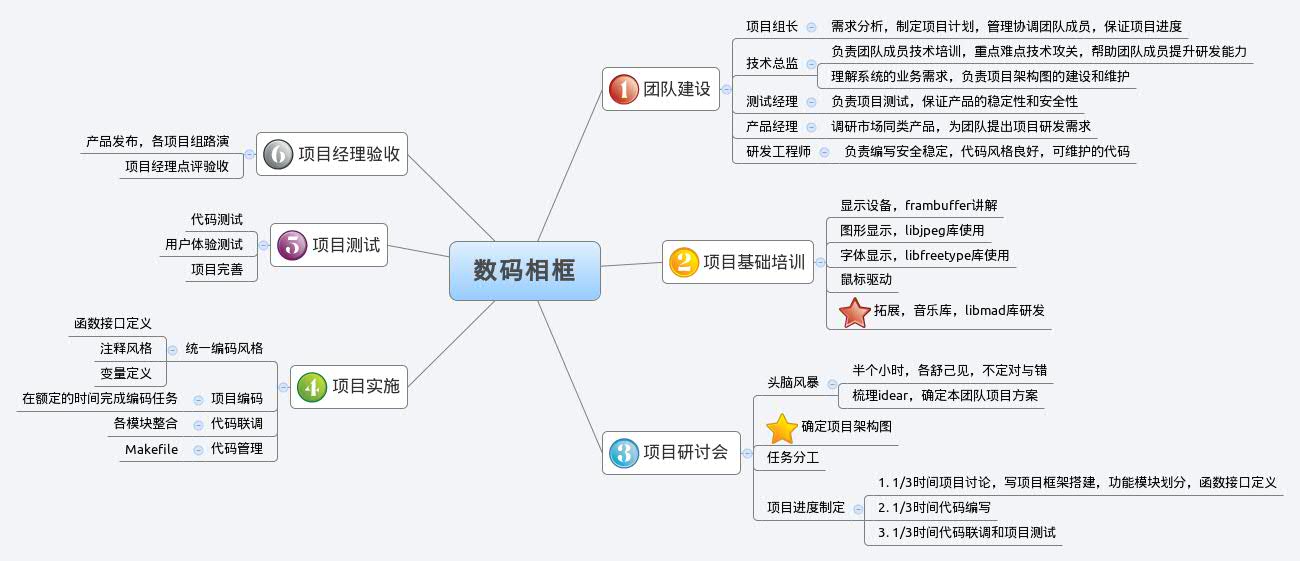 数码相框
1 团队建设
项目组长
需求分析，制定项目计划，管理协调团队成员，保证项目进度
技术总监
负责团队成员技术培训，重点难点技术攻关，帮助团队成员提升研发能力
理解系统的业务需求，负责项目架构图的建设和维护
测试经理
负责项目测试，保证产品的稳定性和安全性
产品经理
调研市场同类产品，为团队提出项目研发需求
研发工程师
负责编写安全稳定，代码风格良好，可维护的代码
2 项目基础培训
显示设备，frambuffer讲解
图形显示，libjpeg库使用
字体显示，libfreetype库使用
鼠标驱动
拓展，音乐库，libmad库研发
3 项目研讨会
头脑风暴
半个小时，各舒己见，不定对与错
梳理idear，确定本团队项目方案
确定项目架构图
任务分工
项目进度制定
1. 1/3时间项目讨论，写项目框架搭建，功能模块划分，函数接口定义
2. 1/3时间代码编写
3. 1/3时间代码联调和项目测试
4 项目实施
统一编码风格
函数接口定义
注释风格
变量定义
项目编码
在额定的时间完成编码任务
代码联调
各模块整合
代码管理
Makefile
5 项目测试
代码测试
用户体验测试
项目完善
6 项目经理验收
产品发布，各项目组路演
项目经理点评验收